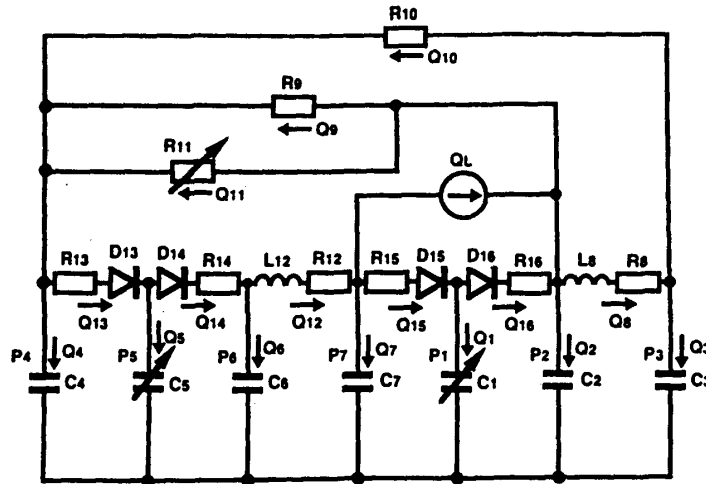 R10
Q10
R9
Q9
R11
Q11
QL
R13 D13 D14 R14 L12 R12 R15 D15 D16 R16 L8 R8
Q13 Q14 Q12 Q15 Q16 Q8
P4 Q4 P5 Q5 P6 Q6 P7 Q7 P1 Q1 P2 Q2 P3 Q3
C4 C5 C6 C7 C1 C2 C3